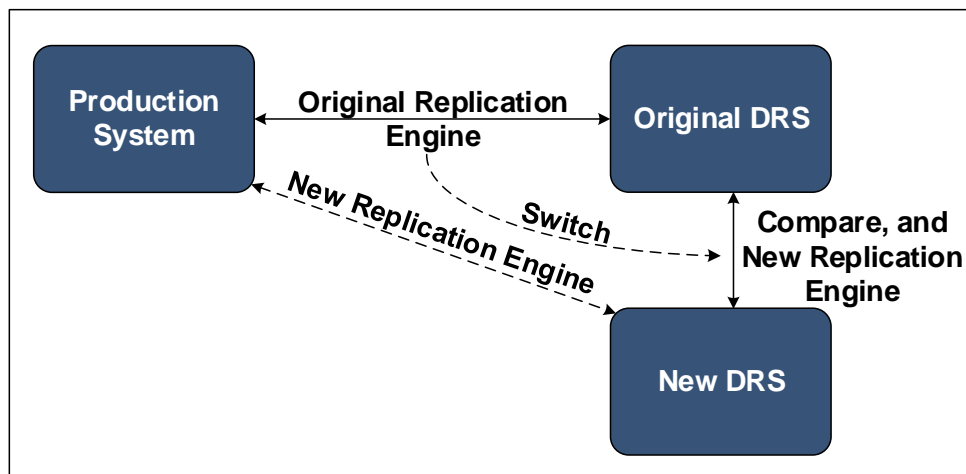 Production
System
Original Replication
Engine
Original DRS
New Replication Engine
Switch
Compare, and
New Replication
Engine
New DRS